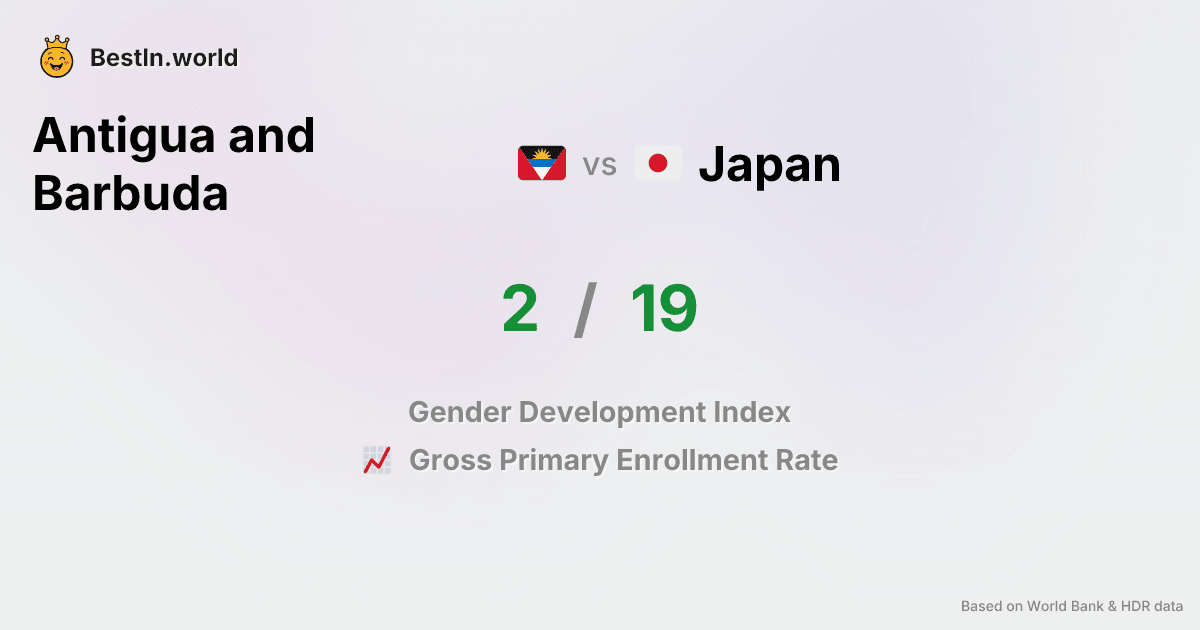 BestIn.world
Antigua and
Barbuda
vs
Japan
2 / 19
Gender Development Index
Gross Primary Enrollment Rate
Based on World Bank & HDR data